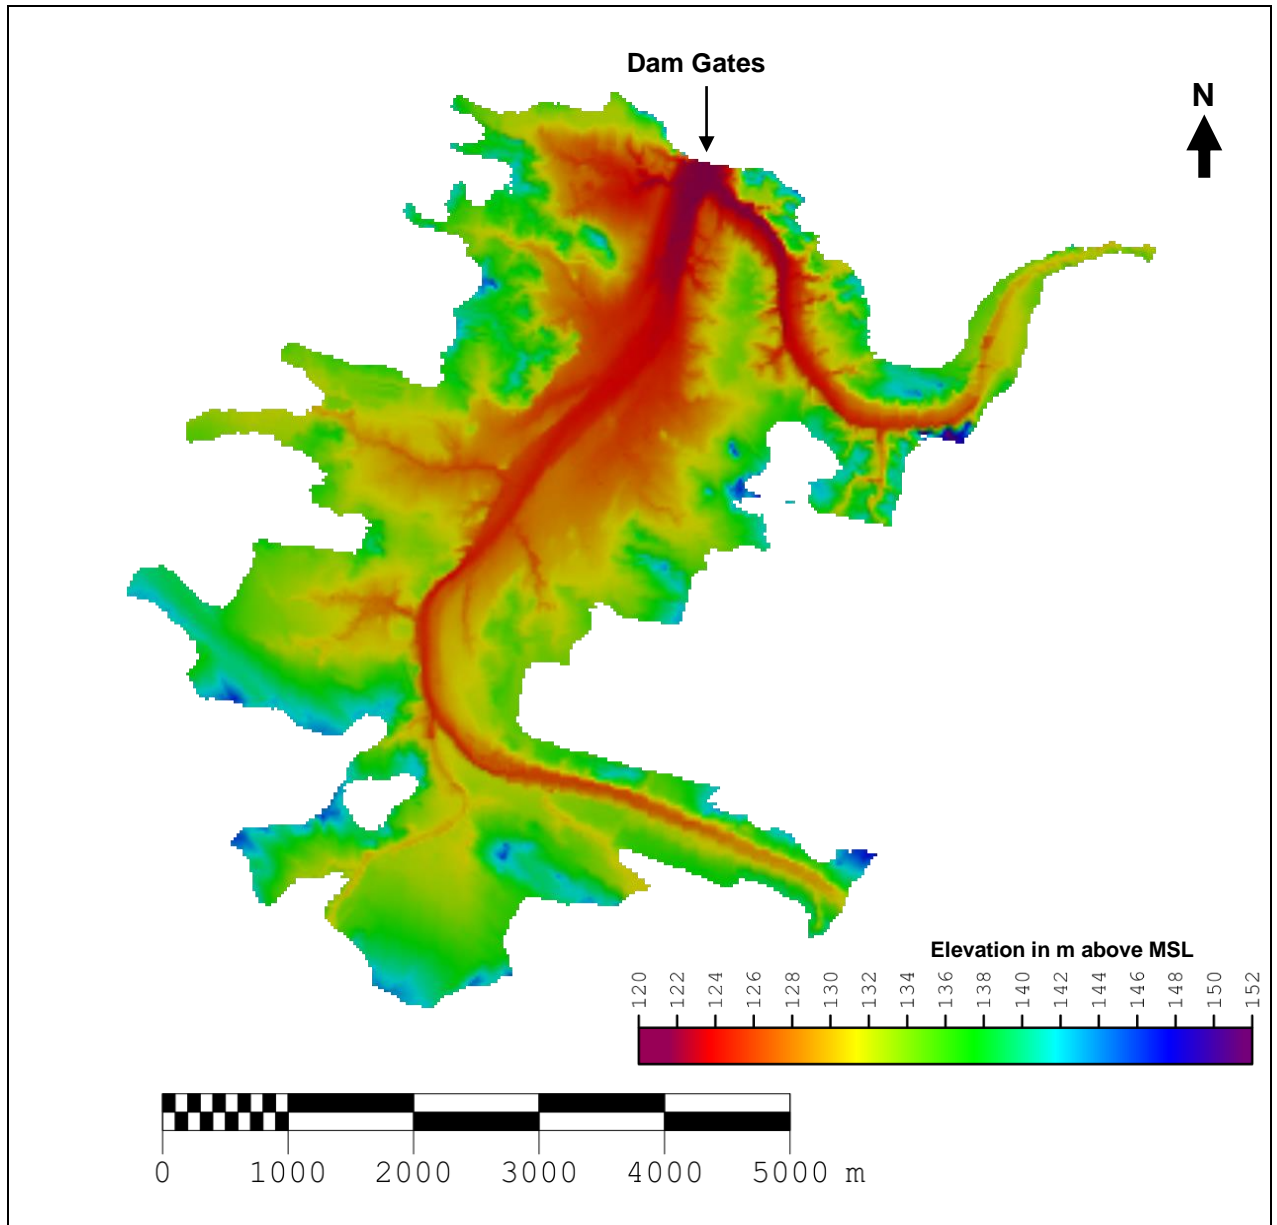 Dam Gates
N
Elevation in m above MSL
120 122 124 126 128 130 132 134 136 138 140 142 144 146 148 150 152
0 1000 2000 3000 4000 5000 m